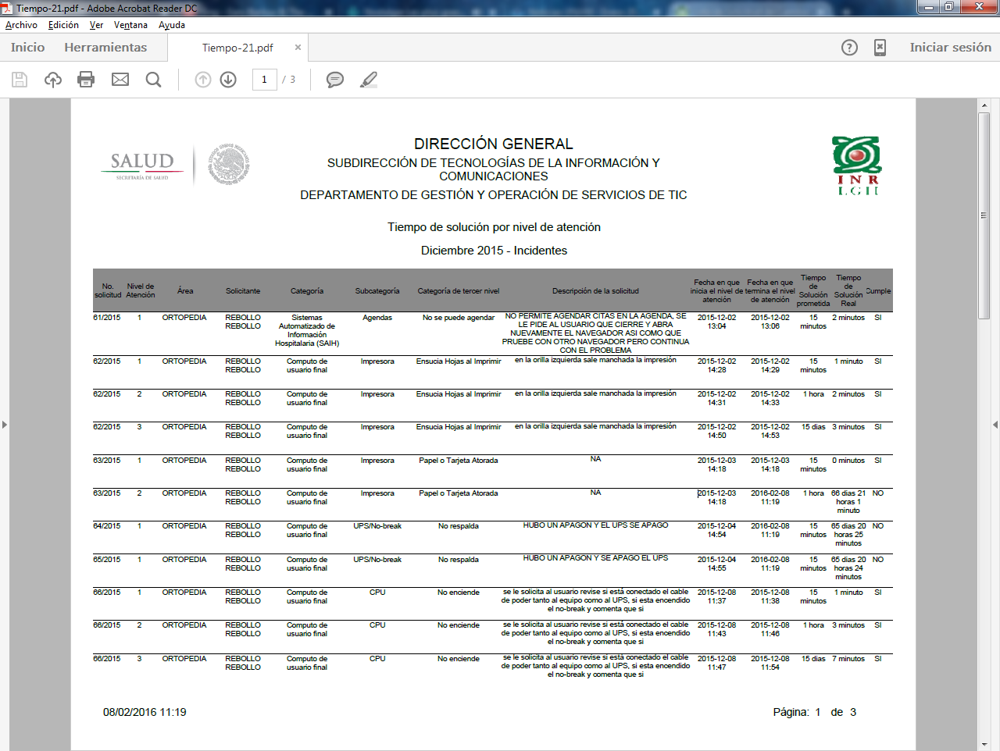 Tiempo-21.pdf - Adobe Acrobat Reader DC
Archivo Edición Ver Ventana Ayuda
Inicio Herramientas Tiempo-21.pdf × Iniciar sesión
1 / 3
SALUD
SECRETARÍA DE SALUD
DIRECCIÓN GENERAL
SUBDIRECCIÓN DE TECNOLOGÍAS DE LA INFORMACIÓN Y
COMUNICACIONES
DEPARTAMENTO DE GESTIÓN Y OPERACIÓN DE SERVICIOS DE TIC
INR
LGII
Tiempo de solución por nivel de atención
Diciembre 2015 - Incidentes
No. solicitud Nivel de Atención Área Solicitante Categoría Subcategoría Categoría de tercer nivel Descripción de la solicitud Fecha en que inicia el nivel de atención Fecha en que termina el nivel de atención Tiempo de Solución prometida Tiempo de Solución Real Cumple
61/2015 1 ORTOPEDIA REBOLLO REBOLLO Sistemas Automatizado de Información Hospitalaria (SAIH) Agendas No se puede agendar NO PERMITE AGENDAR CITAS EN LA AGENDA, SE LE PIDE AL USUARIO QUE CIERRE Y ABRA NUEVAMENTE EL NAVEGADOR ASI COMO QUE PRUEBE CON OTRO NAVEGADOR PERO CONTINUA CON EL PROBLEMA 2015-12-02 13:04 2015-12-02 13:06 15 minutos 2 minutos SI
62/2015 1 ORTOPEDIA REBOLLO REBOLLO Computo de usuario final Impresora Ensucia Hojas al Imprimir en la orilla izquierda sale manchada la impresión 2015-12-02 14:28 2015-12-02 14:29 15 minutos 1 minuto SI
62/2015 2 ORTOPEDIA REBOLLO REBOLLO Computo de usuario final Impresora Ensucia Hojas al Imprimir en la orilla izquierda sale manchada la impresión 2015-12-02 14:31 2015-12-02 14:33 1 hora 2 minutos SI
62/2015 3 ORTOPEDIA REBOLLO REBOLLO Computo de usuario final Impresora Ensucia Hojas al Imprimir en la orilla izquierda sale manchada la impresión 2015-12-02 14:50 2015-12-02 14:53 15 dias 3 minutos SI
63/2015 1 ORTOPEDIA REBOLLO REBOLLO Computo de usuario final Impresora Papel o Tarjeta Atorada NA 2015-12-03 14:18 2015-12-03 14:18 15 minutos 0 minutos SI
63/2015 2 ORTOPEDIA REBOLLO REBOLLO Computo de usuario final Impresora Papel o Tarjeta Atorada NA 2015-12-03 14:18 2016-02-08 11:19 1 hora 66 dias 21 horas 1 minuto NO
64/2015 1 ORTOPEDIA REBOLLO REBOLLO Computo de usuario final UPS/No-break No respalda HUBO UN APAGON Y EL UPS SE APAGO 2015-12-04 14:54 2016-02-08 11:19 15 minutos 65 dias 20 horas 25 minutos NO
65/2015 1 ORTOPEDIA REBOLLO REBOLLO Computo de usuario final UPS/No-break No respalda HUBO UN APAGON Y SE APAGO EL UPS 2015-12-04 14:55 2016-02-08 11:19 15 minutos 65 dias 20 horas 24 minutos NO
66/2015 1 ORTOPEDIA REBOLLO REBOLLO Computo de usuario final CPU No enciende se le solicita al usuario revise si está conectado el cable de poder tanto al equipo como al UPS, si esta encendido el no-break y comenta que si 2015-12-08 11:37 2015-12-08 11:38 15 minutos 1 minuto SI
66/2015 2 ORTOPEDIA REBOLLO REBOLLO Computo de usuario final CPU No enciende se le solicita al usuario revise si está conectado el cable de poder tanto al equipo como al UPS, si esta encendido el no-break y comenta que si 2015-12-08 11:43 2015-12-08 11:46 1 hora 3 minutos SI
66/2015 3 ORTOPEDIA REBOLLO REBOLLO Computo de usuario final CPU No enciende se le solicita al usuario revise si está conectado el cable de poder tanto al equipo como al UPS, si esta encendido el no-break y comenta que si 2015-12-08 11:47 2015-12-08 11:54 15 dias 7 minutos SI
08/02/2016 11:19 Página: 1 de 3